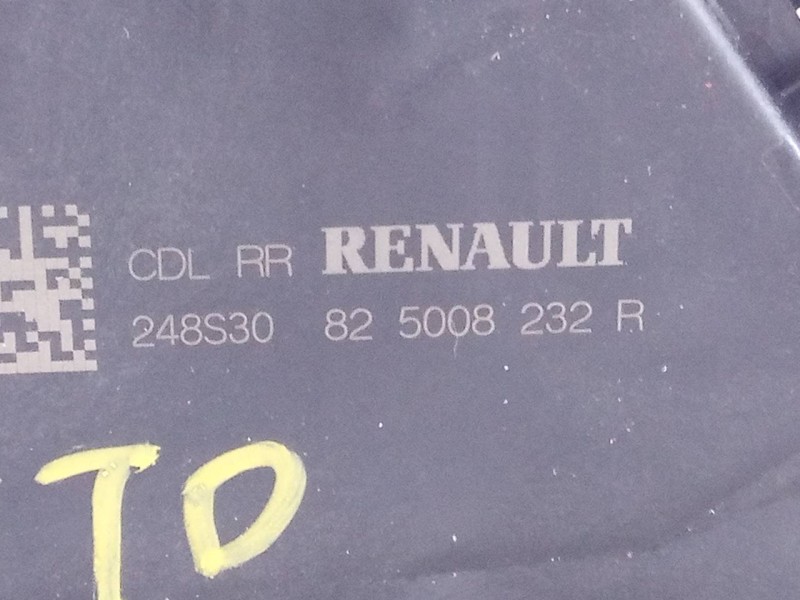 CDL RR RENAULT
248S30 82 5008 232 R
TD